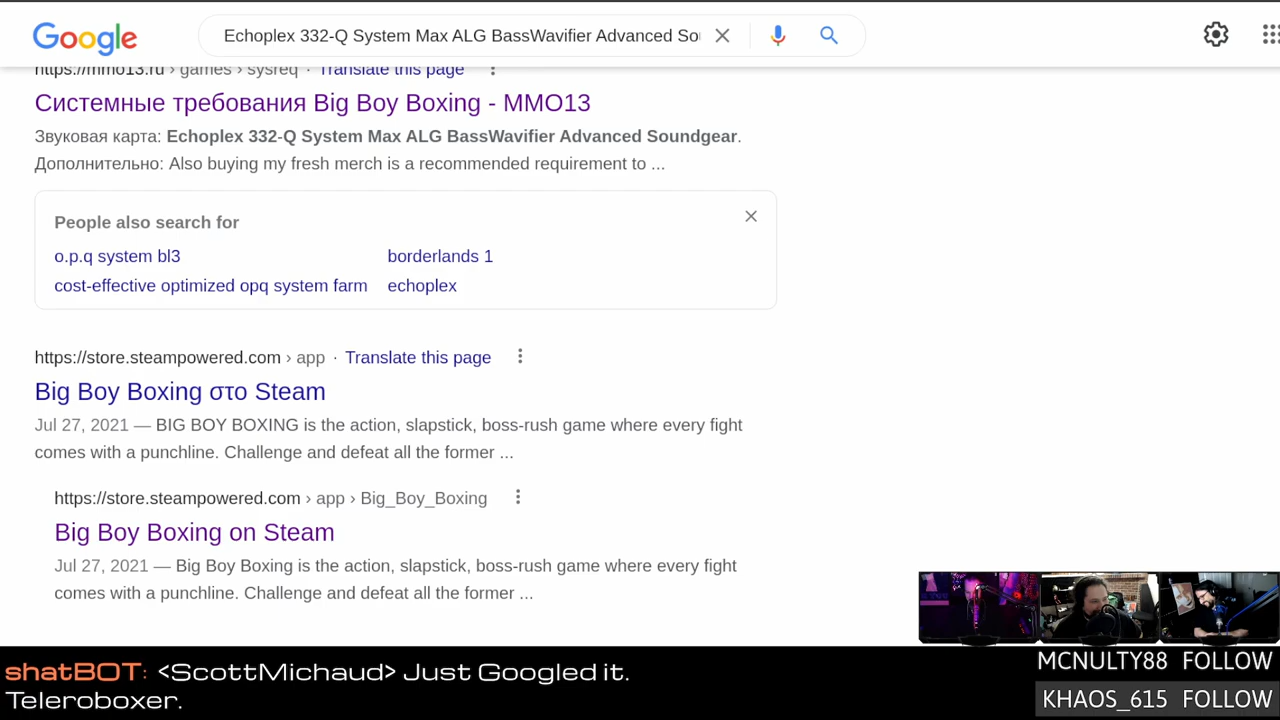 Google
Echoplex 332-Q System Max ALG BassWavifier Advanced So
https://mmo13.ru › games › sysreq · Translate this page
Системные требования Big Boy Boxing - MMO13
Звуковая карта: Echoplex 332-Q System Max ALG BassWavifier Advanced Soundgear.
Дополнительно: Also buying my fresh merch is a recommended requirement to ...
People also search for
o.p.q system bl3
borderlands 1
cost-effective optimized opq system farm
echoplex
https://store.steampowered.com › app · Translate this page
Big Boy Boxing στο Steam
Jul 27, 2021 — BIG BOY BOXING is the action, slapstick, boss-rush game where every fight
comes with a punchline. Challenge and defeat all the former ...
https://store.steampowered.com › app › Big_Boy_Boxing
Big Boy Boxing on Steam
Jul 27, 2021 — Big Boy Boxing is the action, slapstick, boss-rush game where every fight
comes with a punchline. Challenge and defeat all the former ...
shatBOT: <ScottMichaud> Just Googled it.
Teleroboxer.
MCNULTY88 FOLLOW
KHAOS_615 FOLLOW